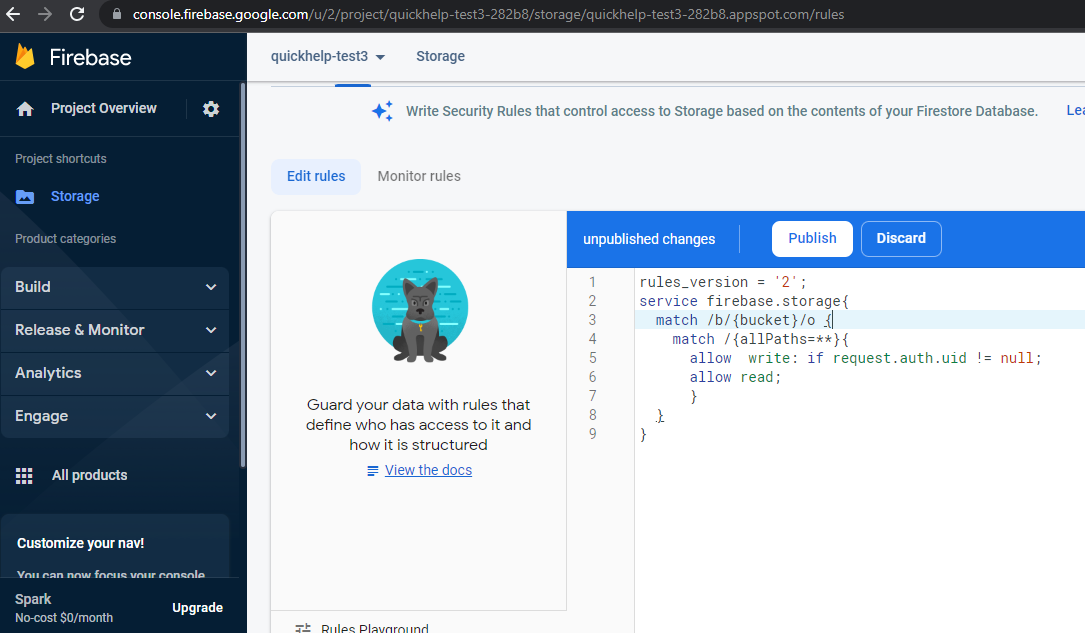 console.firebase.google.com/u/2/project/quickhelp-test3-282b8/storage/quickhelp-test3-282b8.appspot.com/rules
Firebase
Project Overview
Project shortcuts
Storage
Product categories
Build
Release & Monitor
Analytics
Engage
All products
Customize your nav!
You can now focus your console
Spark
No-cost $0/month
Upgrade
quickhelp-test3
Storage
Write Security Rules that control access to Storage based on the contents of your Firestore Database.
Lea
Edit rules
Monitor rules
Guard your data with rules that
define who has access to it and
how it is structured
View the docs
Rules Playground
unpublished changes
Publish
Discard
1 rules_version = '2';
2 service firebase.storage{
3 match /b/{bucket}/o {
4 match /{allPaths=**}{
5 allow  write: if request.auth.uid != null;
6 allow read;
7 }
8 }
9 }